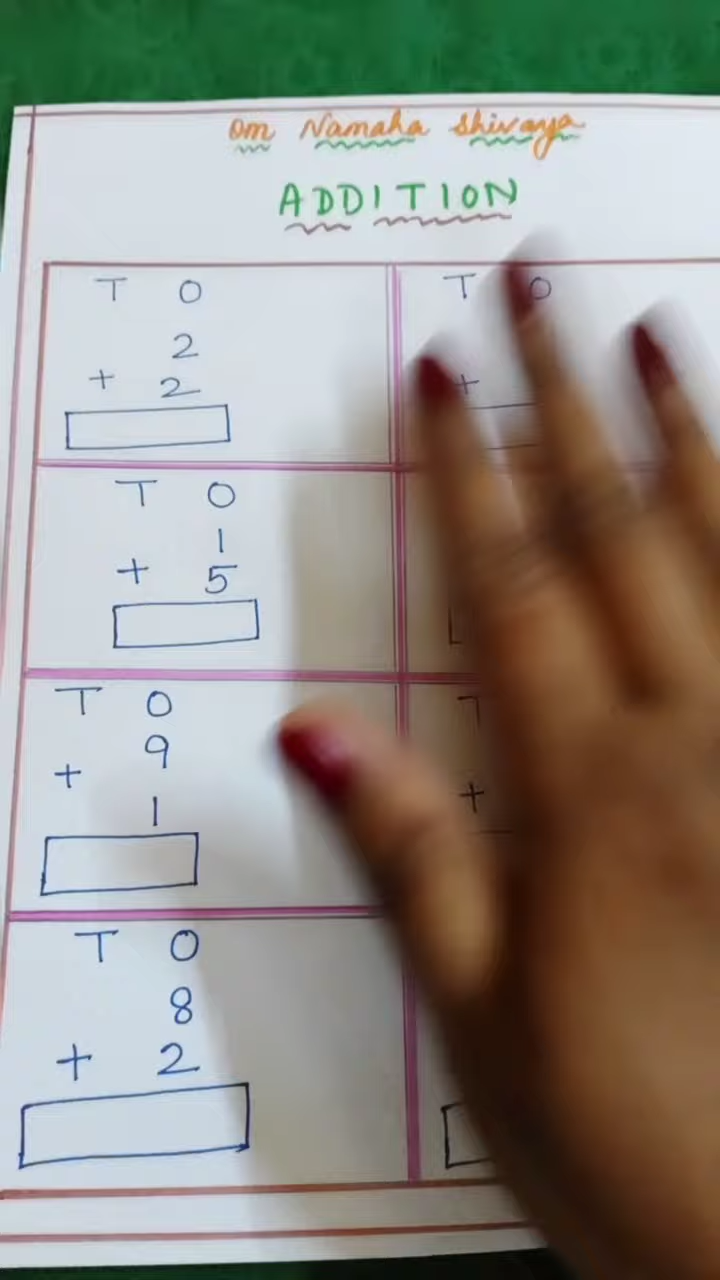 Om Namaha Shivaya
ADDITION
T O
2
+ 2
T O
+
T O
1
+ 5
T O
9
+
1
T
+
T O
8
+ 2